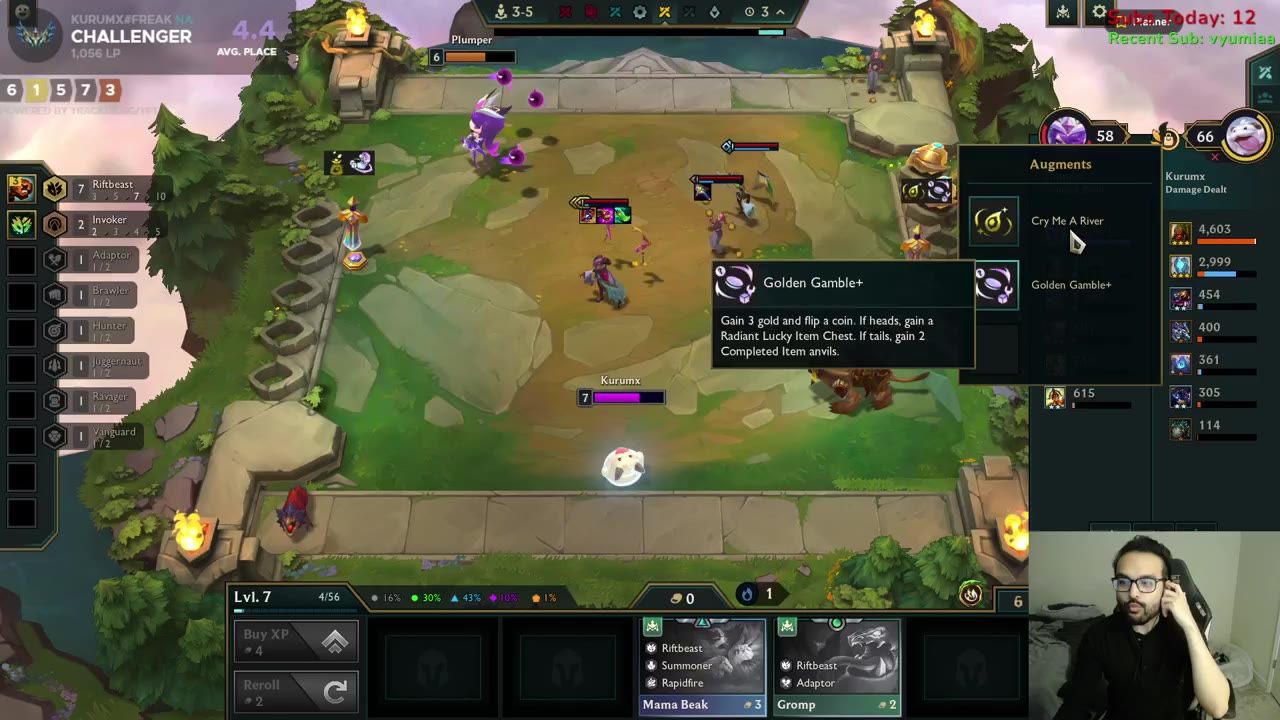 KURUMX#FREAK NA
CHALLENGER
1,056 LP
4.4
AVG. PLACE
6 1 5 7 3
3-5
3
Subs Today: 12
Recent Sub: vyumiaa
Plumper
6
58
66
Augments
Cry Me A River
Golden Gamble+
Kurumx
Damage Dealt
4,603
2,999
454
400
361
305
114
615
Golden Gamble+
Gain 3 gold and flip a coin. If heads, gain a
Radiant Lucky Item Chest. If tails, gain 2
Completed Item anvils.
7 Riftbeast
3 5 7 10
2 Invoker
1 Adaptor
1/2
1 Brawler
1/2
1 Hunter
1/2
1 Juggernaut
1/2
1 Ravager
1/2
1 Vanguard
1/2
Kurumx
7
Lvl. 7 4/56
16% 30% 43% 10% 1%
0
1
6
Buy XP
4
Reroll
2
Riftbeast
Summoner
Rapidfire
Mama Beak 3
Riftbeast
Adaptor
Gromp 2